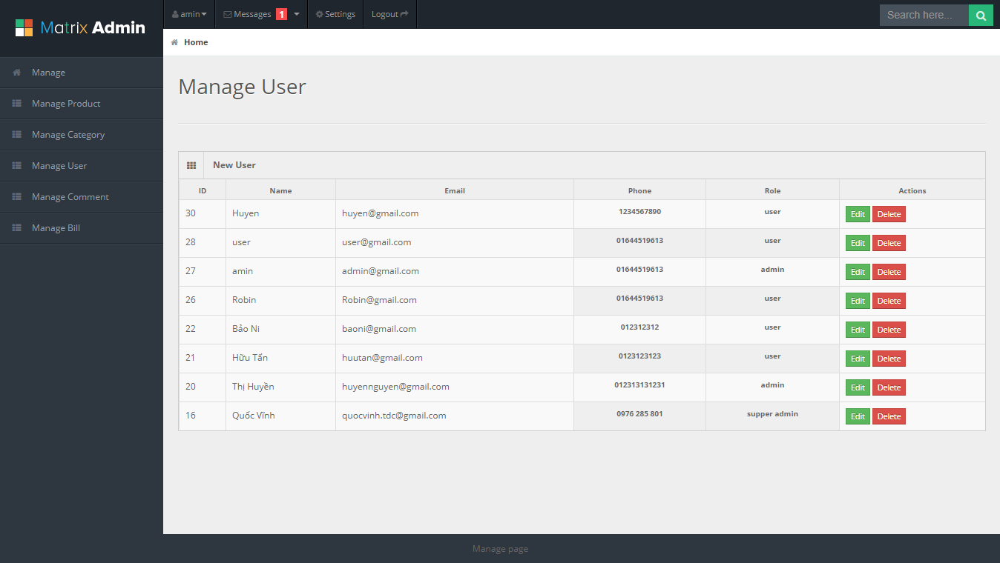 Matrix Admin
amin Messages 1 Settings Logout Search here...
Home
Manage
Manage Product
Manage Category
Manage User
Manage Comment
Manage Bill
Manage User
New User
ID Name Email Phone Role Actions
30 Huyen huyen@gmail.com 1234567890 user Edit Delete
28 user user@gmail.com 01644519613 user Edit Delete
27 amin admin@gmail.com 01644519613 admin Edit Delete
26 Robin Robin@gmail.com 01644519613 user Edit Delete
22 Bảo Ni baoni@gmail.com 012312312 user Edit Delete
21 Hữu Tấn huutan@gmail.com 0123123123 user Edit Delete
20 Thị Huyền huyennguyen@gmail.com 012313131231 admin Edit Delete
16 Quốc Vĩnh quocvinh.tdc@gmail.com 0976 285 801 supper admin Edit Delete
Manage page